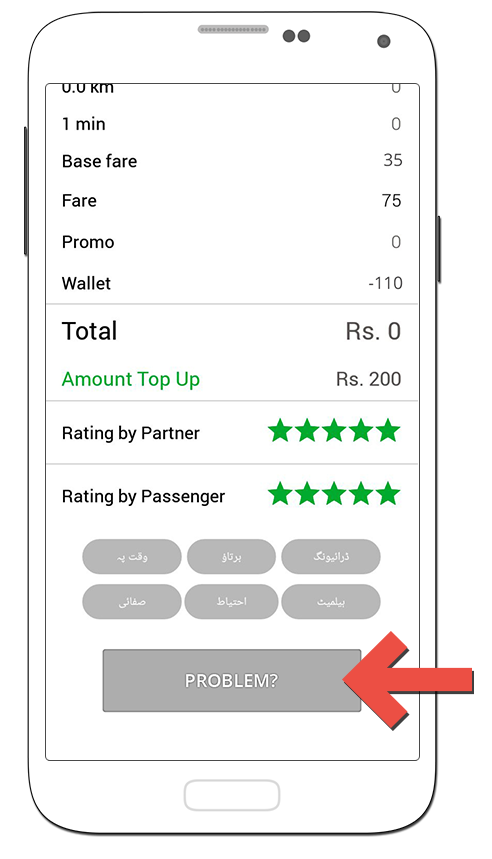 0.0 km 0
1 min 0
Base fare 35
Fare 75
Promo 0
Wallet -110
Total Rs. 0
Amount Top Up Rs. 200
Rating by Partner
Rating by Passenger
ڈرائیونگ برتاؤ وقت پہ
ہیلمیٹ احتیاط صفائی
PROBLEM?